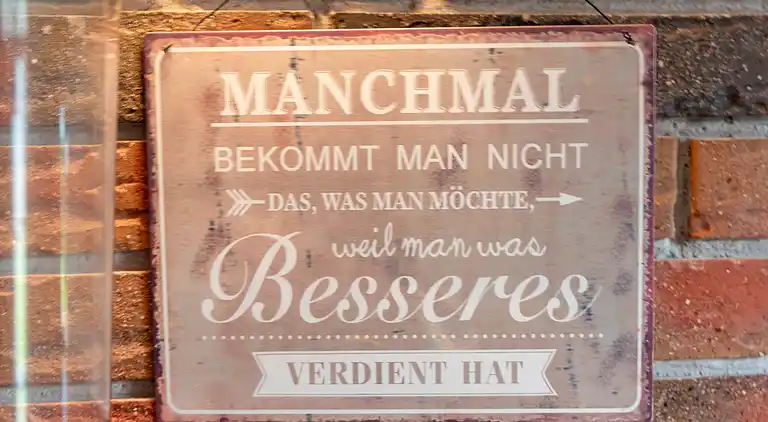 MANCHMAL
BEKOMMT MAN NICHT
DAS, WAS MAN MÖCHTE,
weil man was
Besseres
VERDIENT HAT